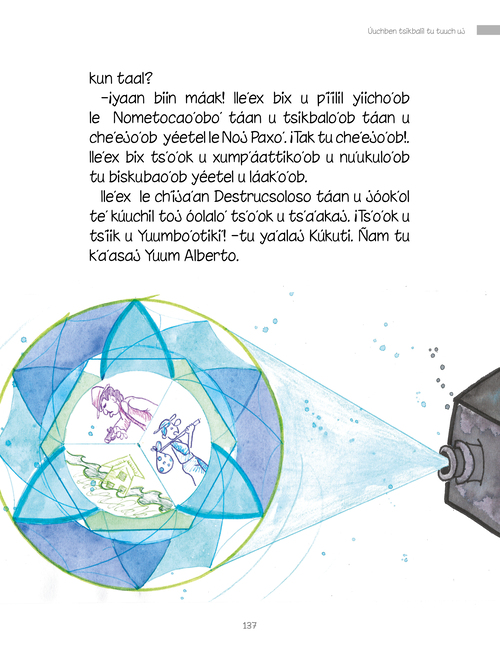 Úuchben tsikbalil tu tuuch uj
kun taal?
–¡yaan biin máak! Ile'ex bix u p'íilil yiicho'ob
le Nometocao'obo' táan u tsikbalo'ob táan u
che'ejo'ob yéetel le Noj Paxo'. ¡Tak tu che'ejo'ob!.
Ile'ex bix ts'o'ok u xump'áattiko'ob u nu'ukulo'ob
tu biskubao'ob yéetel u láak'o'ob.
Ile'ex le ch'ija'an Destrucsoloso táan u jóok'ol
te' kúuchil toj óolalo' ts'o'ok u ts'a'akaj. ¡Ts'o'ok u
tsíik u Yuumbo'otiki'! –tu ya'alaj Kúkuti. Ñam tu
k'a'asaj Yuum Alberto.
137